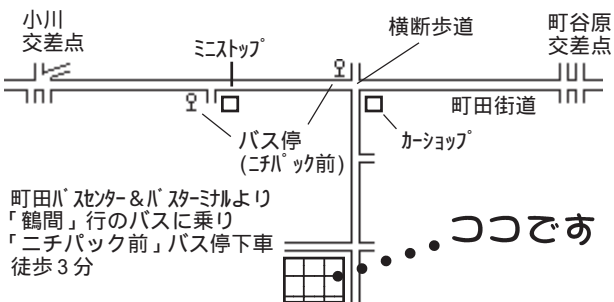 小川
交差点
ﾐﾆｽﾄｯﾌﾟ
横断歩道
町谷原
交差点
町田街道
バス停
(ﾆﾁﾊﾟｯｸ前)
ｶｰｼｮｯﾌﾟ
町田ﾊﾞｽｾﾝﾀｰ&ﾊﾞｽﾀｰﾐﾅﾙより
「鶴間」行のバスに乗り
「ニチパック前」バス停下車
徒歩3分
ココです